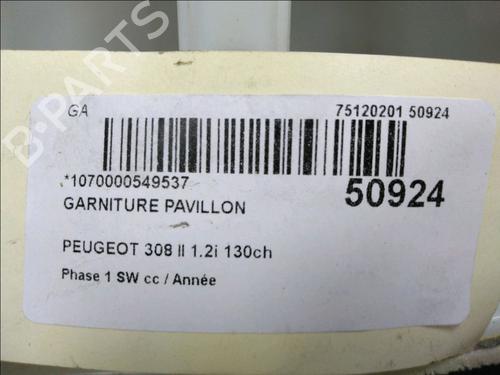 GA
75120201 50924
*1070000549537
50924
GARNITURE PAVILLON
PEUGEOT 308 II 1.2i 130ch
Phase 1 SW cc / Année
B-PARTS